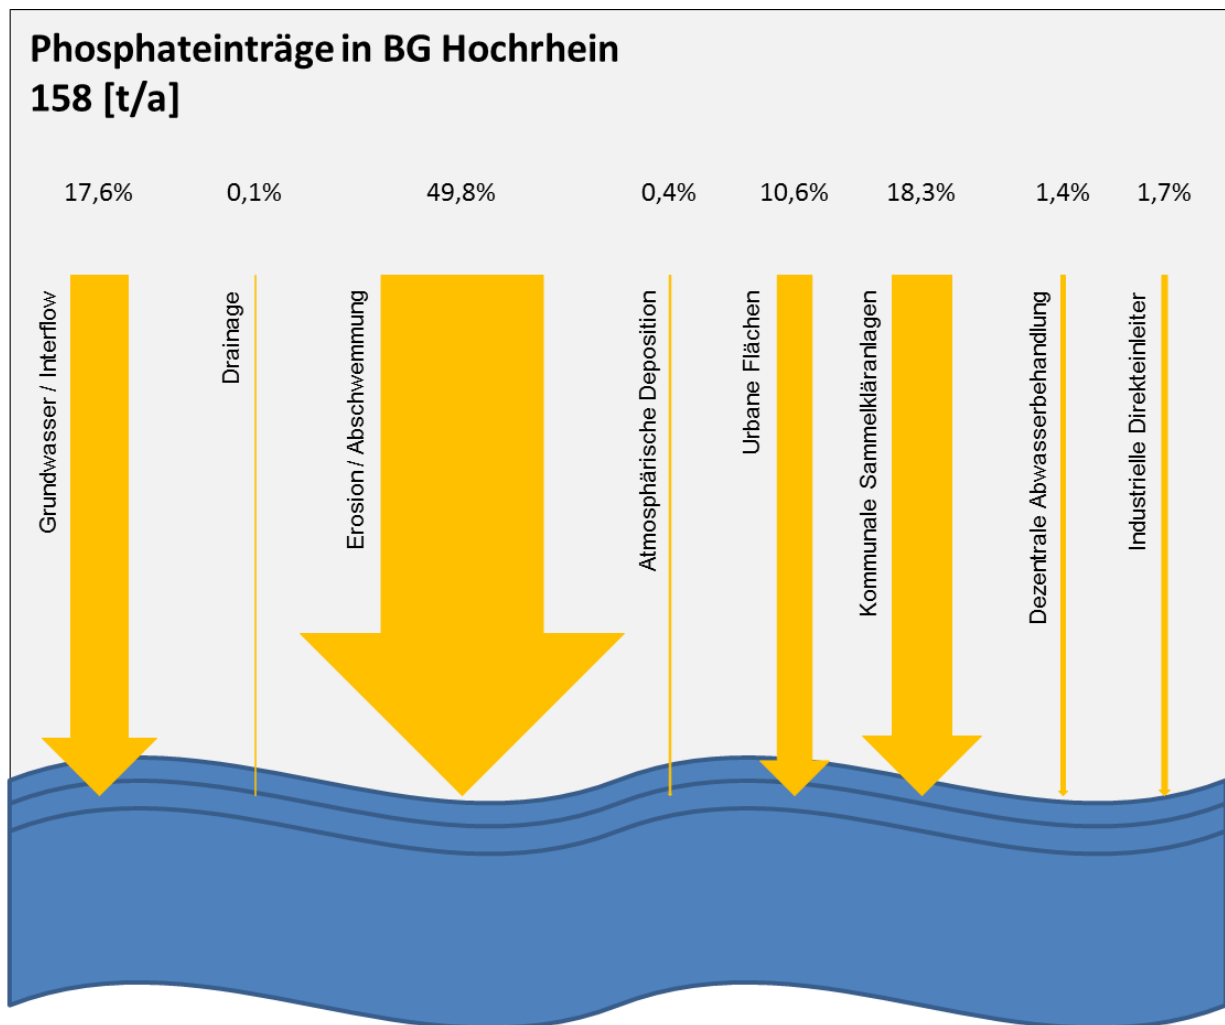 Phosphateinträge in BG Hochrhein
158 [t/a]
17,6%
0,1%
49,8%
0,4%
10,6%
18,3%
1,4%
1,7%
Grundwasser / Interflow
Drainage
Erosion / Abschwemmung
Atmosphärische Deposition
Urbane Flächen
Kommunale Sammelkläranlagen
Dezentrale Abwasserbehandlung
Industrielle Direkteinleiter